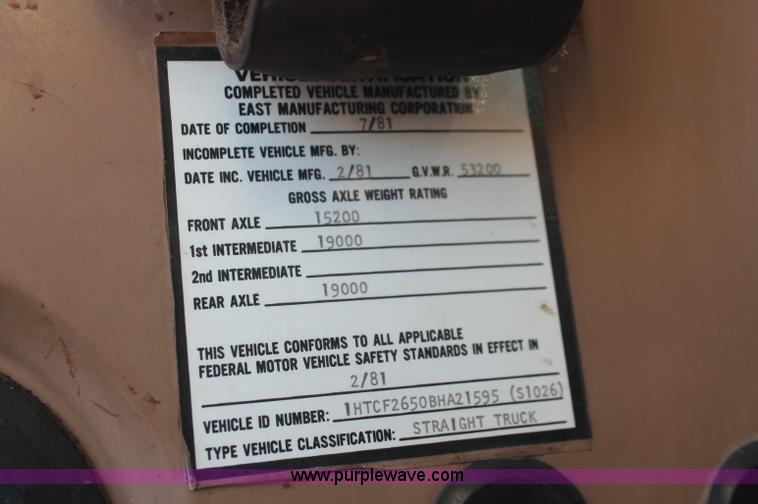 COMPLETED VEHICLE MANUFACTURED BY
EAST MANUFACTURING CORPORATION
DATE OF COMPLETION 7/81
INCOMPLETE VEHICLE MFG. BY:
DATE INC. VEHICLE MFG. 2/81 G.V.W.R. 53200
GROSS AXLE WEIGHT RATING
FRONT AXLE 15200
1st INTERMEDIATE 19000
2nd INTERMEDIATE
REAR AXLE 19000
THIS VEHICLE CONFORMS TO ALL APPLICABLE
FEDERAL MOTOR VEHICLE SAFETY STANDARDS IN EFFECT IN
2/81
VEHICLE ID NUMBER: 1HTCF2650BHA21595 (S1026)
TYPE VEHICLE CLASSIFICATION: STRAIGHT TRUCK
www.purplewave.com